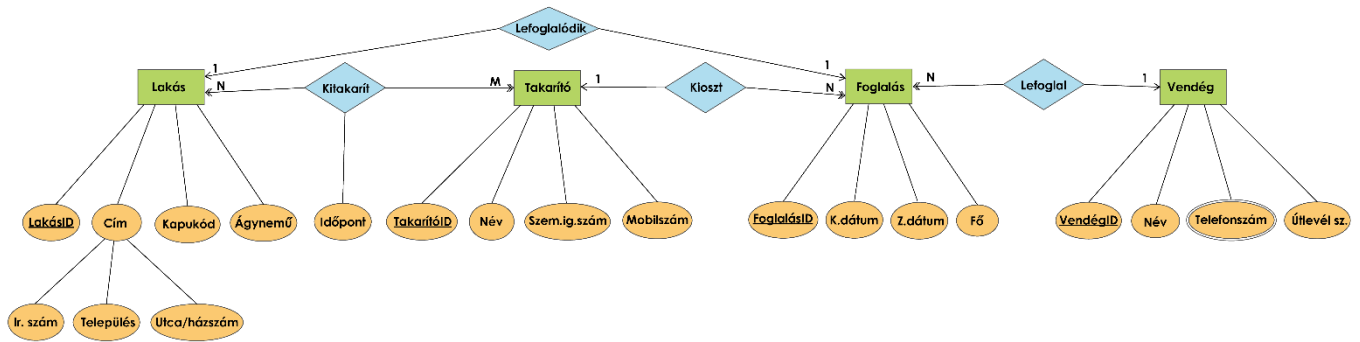 Lefoglalódik
1
1
N
M
1
N
N
1
Lakás
Kitakarít
Takarító
Kioszt
Foglalás
Lefoglal
Vendég
LakásID
Cím
Kapukód
Ágynemű
Időpont
TakarítóID
Név
Szem.ig.szám
Mobilszám
FoglalásID
K.dátum
Z.dátum
Fő
VendégID
Név
Telefonszám
Útlevél sz.
Ir. szám
Település
Utca/házszám